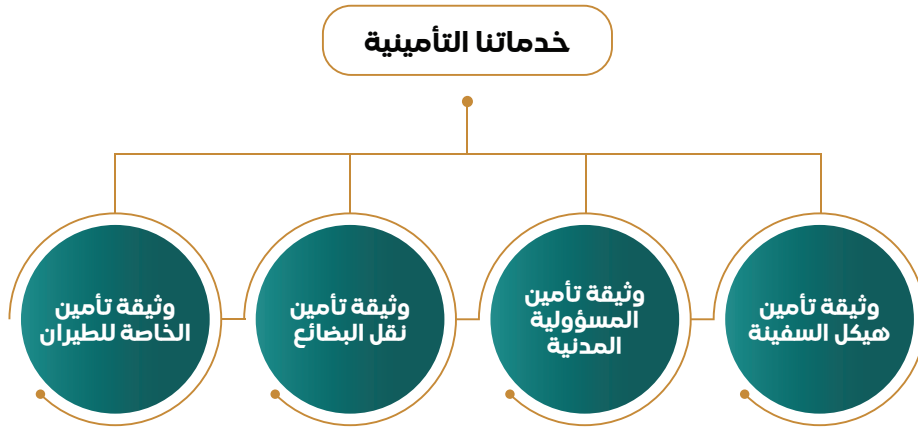 خدماتنا التأمينية
وثيقة تأمين
هيكل السفينة
وثيقة تأمين
المسؤولية
المدنية
وثيقة تأمين
نقل البضائع
وثيقة تأمين
الخاصة للطيران